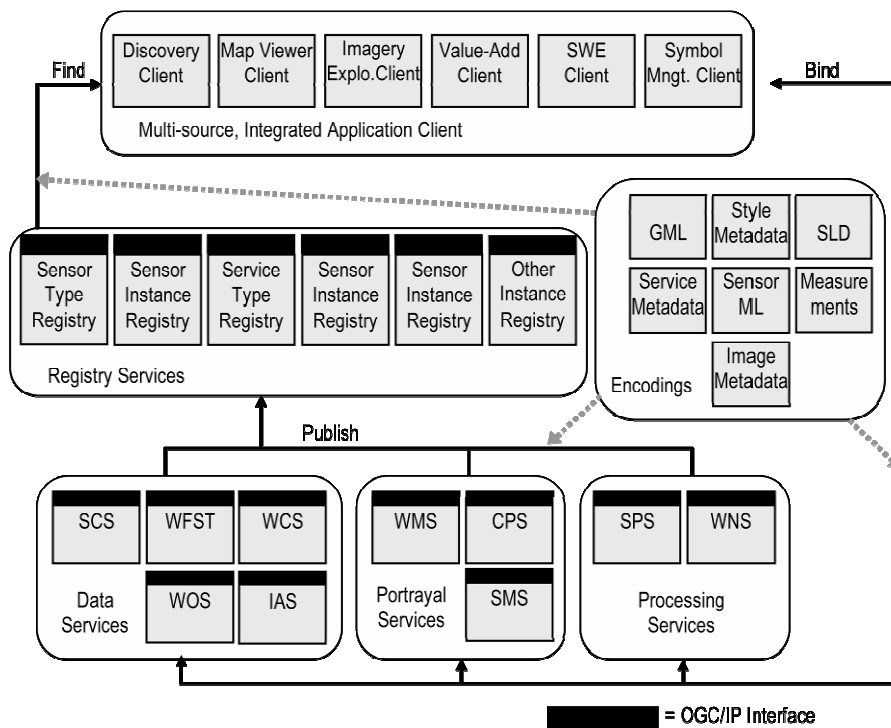 Discovery
Client
Map Viewer
Client
Imagery
Explo.Client
Value-Add
Client
SWE
Client
Symbol
Mngt. Client
Find
Bind
Multi-source, Integrated Application Client
GML
Style
Metadata
SLD
Service
Metadata
Sensor
ML
Measure
ments
Image
Metadata
Encodings
Sensor
Type
Registry
Sensor
Instance
Registry
Service
Type
Registry
Sensor
Instance
Registry
Sensor
Instance
Registry
Other
Instance
Registry
Registry Services
Publish
SCS
WFST
WCS
WOS
IAS
Data
Services
WMS
CPS
SMS
Portrayal
Services
SPS
WNS
Processing
Services
= OGC/IP Interface